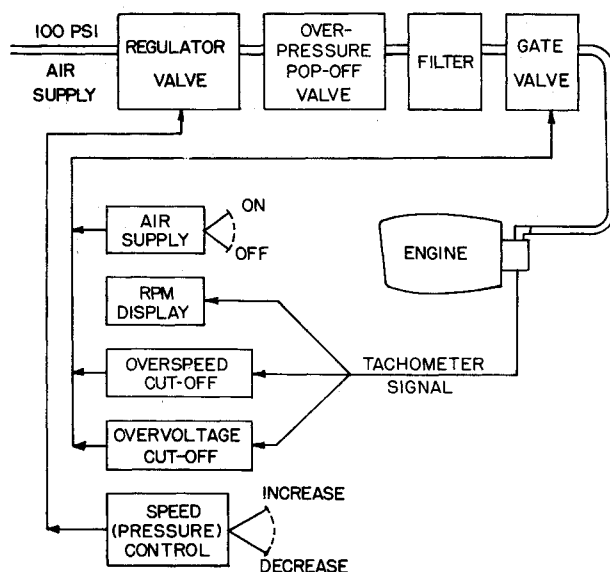 100 PSI
AIR
SUPPLY
REGULATOR
VALVE
OVER-
PRESSURE
POP-OFF
VALVE
FILTER
GATE
VALVE
AIR
SUPPLY
ON
OFF
ENGINE
RPM
DISPLAY
TACHOMETER
SIGNAL
OVERSPEED
CUT-OFF
OVERVOLTAGE
CUT-OFF
SPEED
(PRESSURE)
CONTROL
INCREASE
DECREASE